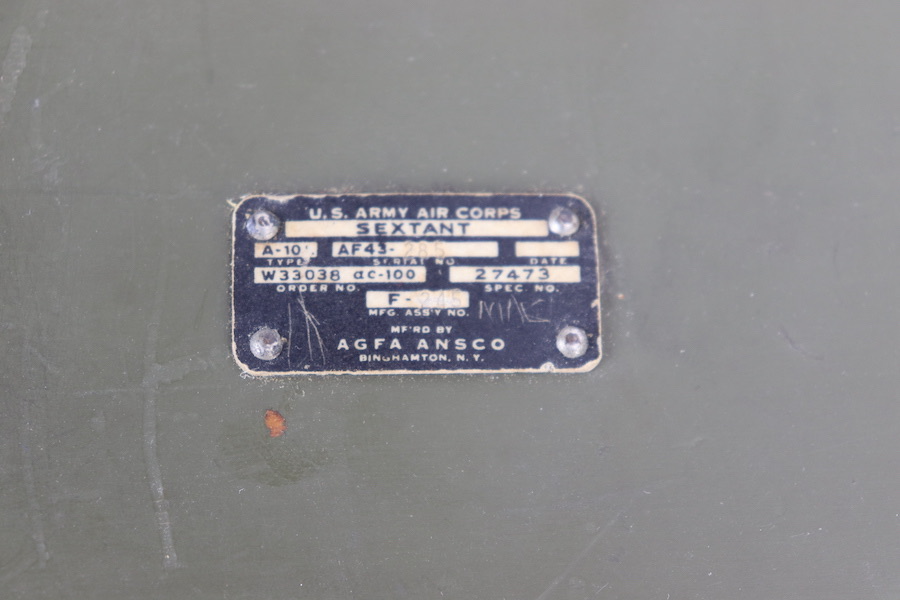 U.S. ARMY AIR CORPS
SEXTANT
A-10 AF43-
TYPE SERIAL NO. DATE
W33038 ac-100 27473
ORDER NO. SPEC. NO.
F-
MFG. ASS'Y NO.
MF'RD BY
AGFA ANSCO
BINGHAMTON, N.Y.